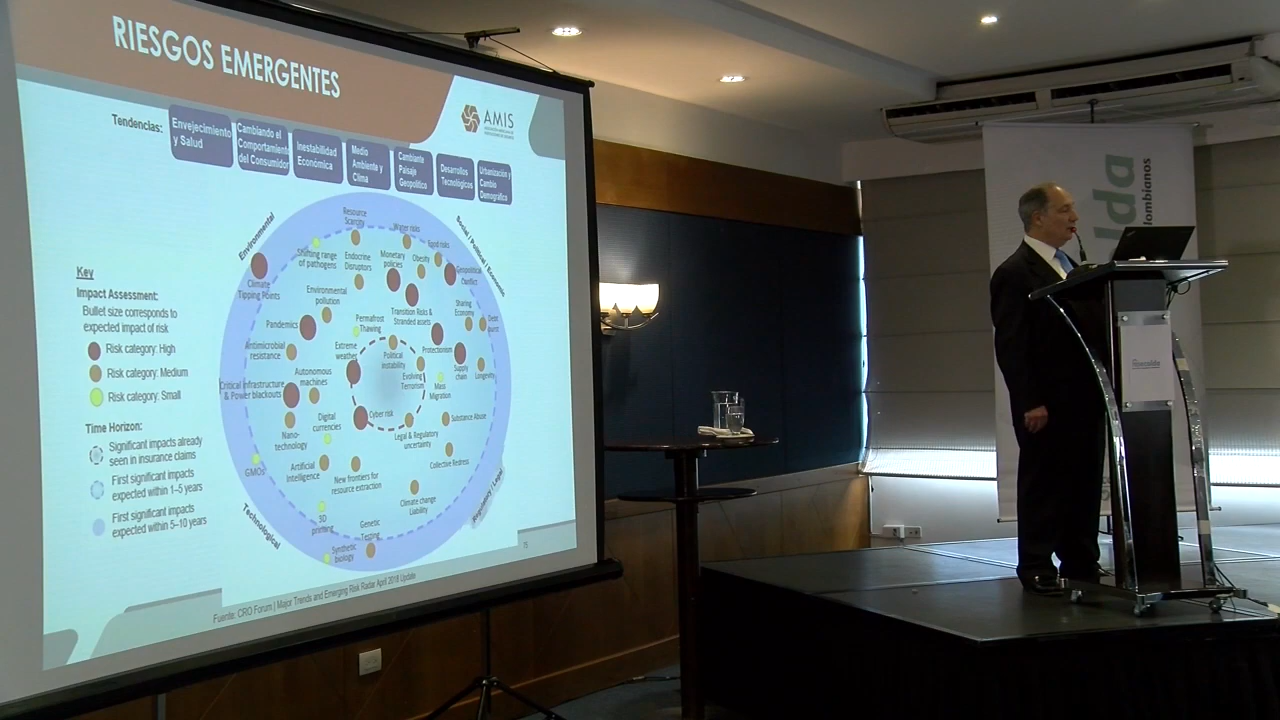 RIESGOS EMERGENTES
AMIS
Tendencias:
Envejecimiento
y Salud
Cambiando el
Comportamiento
del Consumidor
Inestabilidad
Económica
Medio
Ambiente y
Clima
Cambiante
Paisaje
Geopolítico
Desarrollos
Tecnológicos
Urbanización y
Cambio
Demográfico
Environmental
Social / Political / Economic
Technological
Regulatory / Legal
Key
Impact Assessment:
Bullet size corresponds to
expected impact of risk
Risk category: High
Risk category: Medium
Risk category: Small
Time Horizon:
Significant impacts already
seen in insurance claims
First significant impacts
expected within 1–5 years
First significant impacts
expected within 5–10 years
Resource
Scarcity
Water risks
Food risks
Shifting range
of pathogens
Endocrine
Disruptors
Monetary
policies
Obesity
Geopolitical
Conflict
Climate
Tipping Points
Environmental
pollution
Transition Risks &
Stranded assets
Sharing
Economy
Debt
Pandemics
Permafrost
Thawing
Antimicrobial
resistance
Extreme
weather
Political
instability
Protectionism
Supply
chain
Longevity
Critical Infrastructure
& Power blackouts
Autonomous
machines
Evolving
Terrorism
Mass
Migration
Cyber risk
Digital
currencies
Substance Abuse
Nano-
technology
Legal & Regulatory
uncertainty
GMOs
Artificial
Intelligence
New frontiers for
resource extraction
Collective Redress
Climate change
Liability
3D
printing
Genetic
Testing
Synthetic
biology
75
Fuente: CRO Forum | Major Trends and Emerging Risk Radar April 2018 Update
lda
lombianos